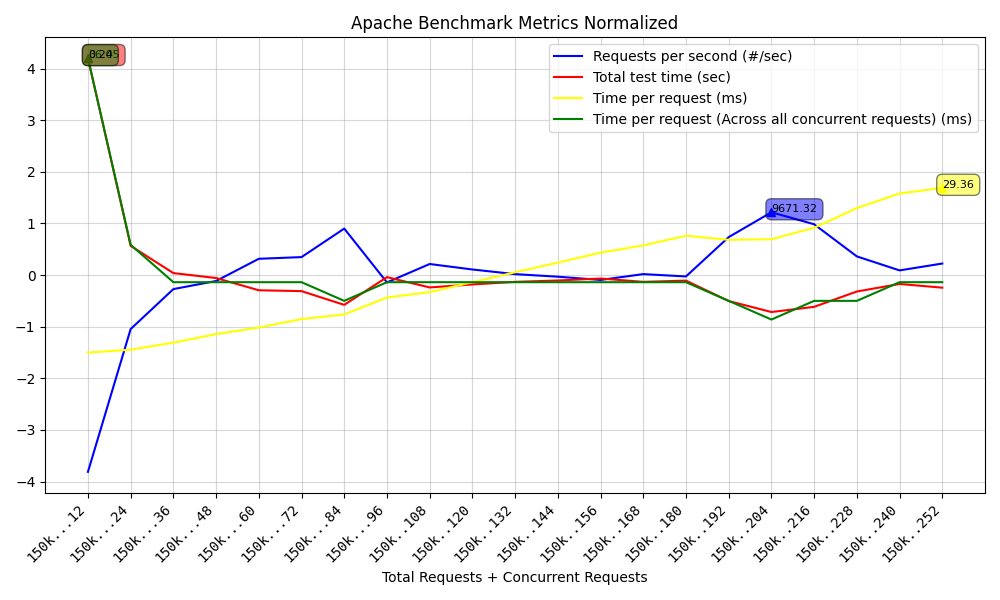 Apache Benchmark Metrics Normalized
Requests per second (#/sec)
Total test time (sec)
Time per request (ms)
Time per request (Across all concurrent requests) (ms)
29.36
9671.32
4
3
2
1
0
−1
−2
−3
−4
150k..12
150k..24
150k..36
150k..48
150k..60
150k..72
150k..84
150k..96
150k..108
150k..120
150k..132
150k..144
150k..156
150k..168
150k..180
150k..192
150k..204
150k..216
150k..228
150k..240
150k..252
Total Requests + Concurrent Requests